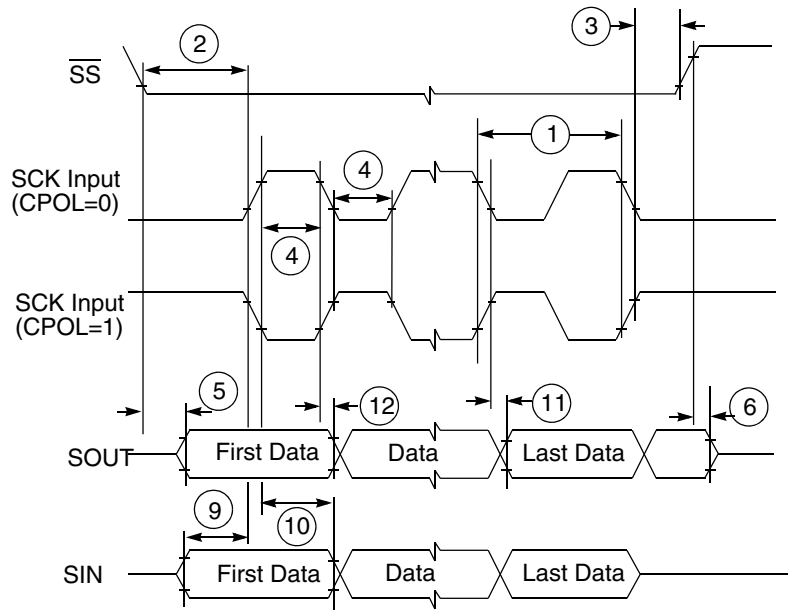 2
3
SS
1
SCK Input
(CPOL=0)
4
4
SCK Input
(CPOL=1)
5
12
11
6
SOUT
First Data
Data
Last Data
9
10
SIN
First Data
Data
Last Data